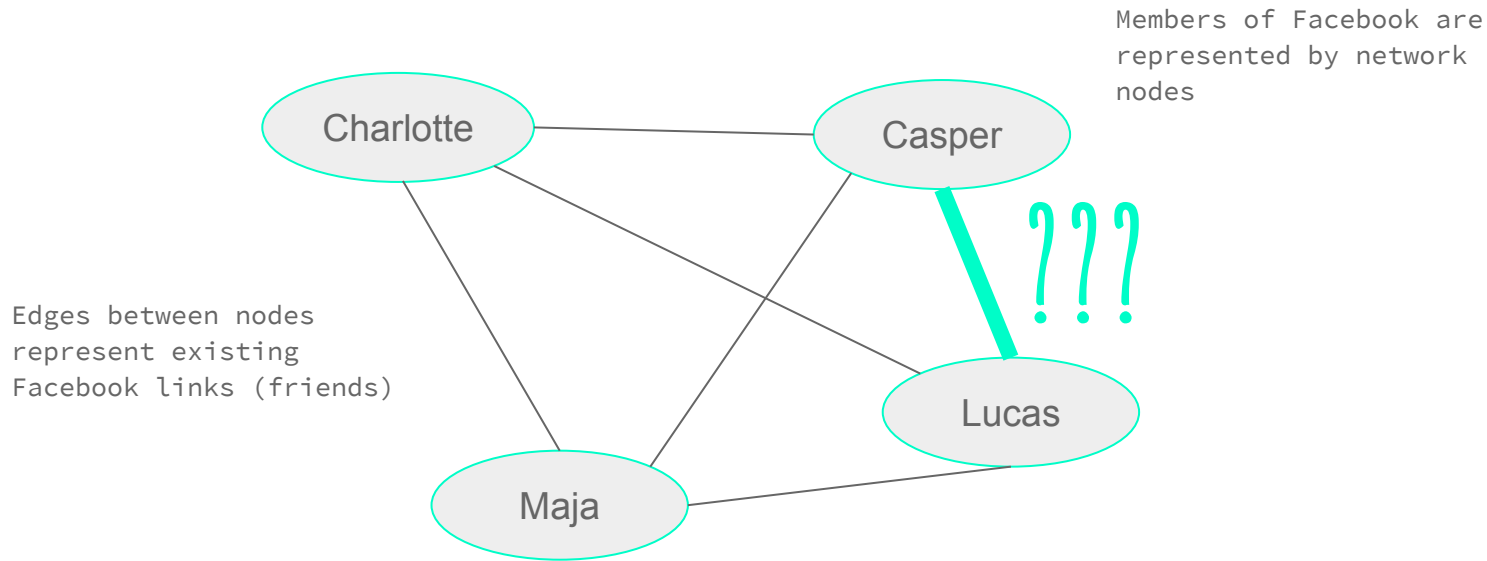 Members of Facebook are
represented by network
nodes
Charlotte
Casper
???
Edges between nodes
represent existing
Facebook links (friends)
Lucas
Maja